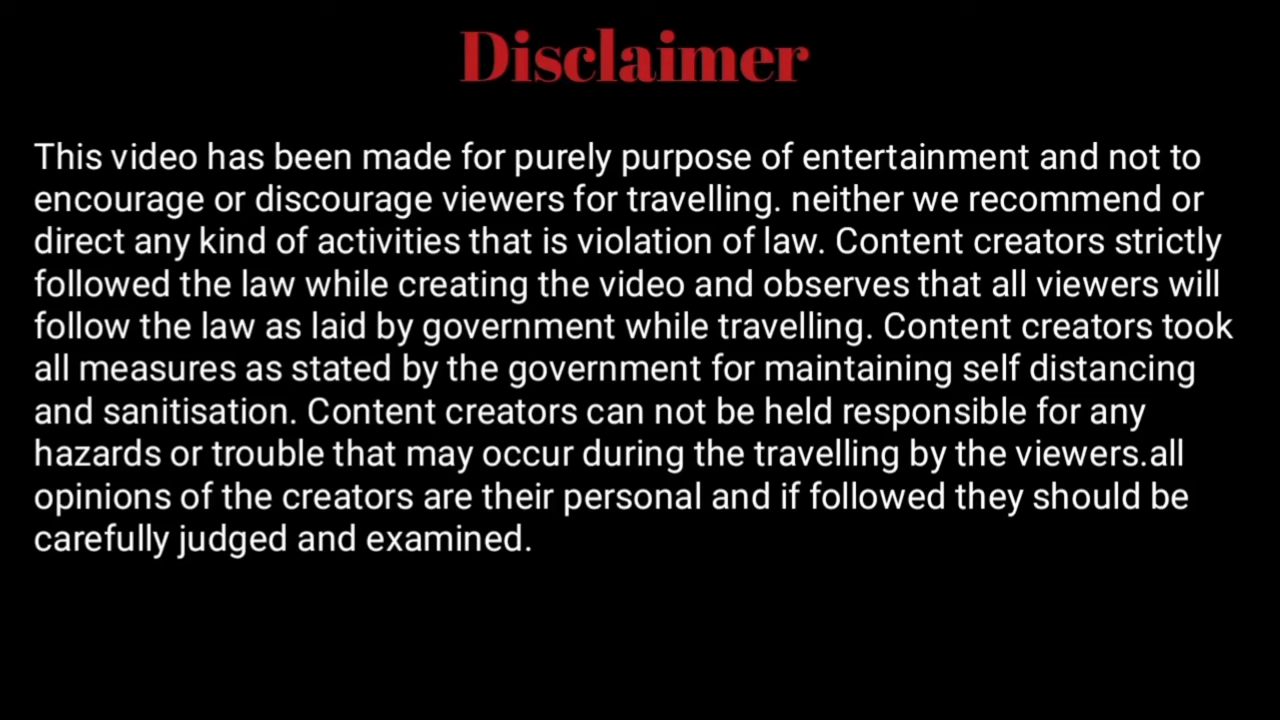 Disclaimer
This video has been made for purely purpose of entertainment and not to
encourage or discourage viewers for travelling. neither we recommend or
direct any kind of activities that is violation of law. Content creators strictly
followed the law while creating the video and observes that all viewers will
follow the law as laid by government while travelling. Content creators took
all measures as stated by the government for maintaining self distancing
and sanitisation. Content creators can not be held responsible for any
hazards or trouble that may occur during the travelling by the viewers.all
opinions of the creators are their personal and if followed they should be
carefully judged and examined.